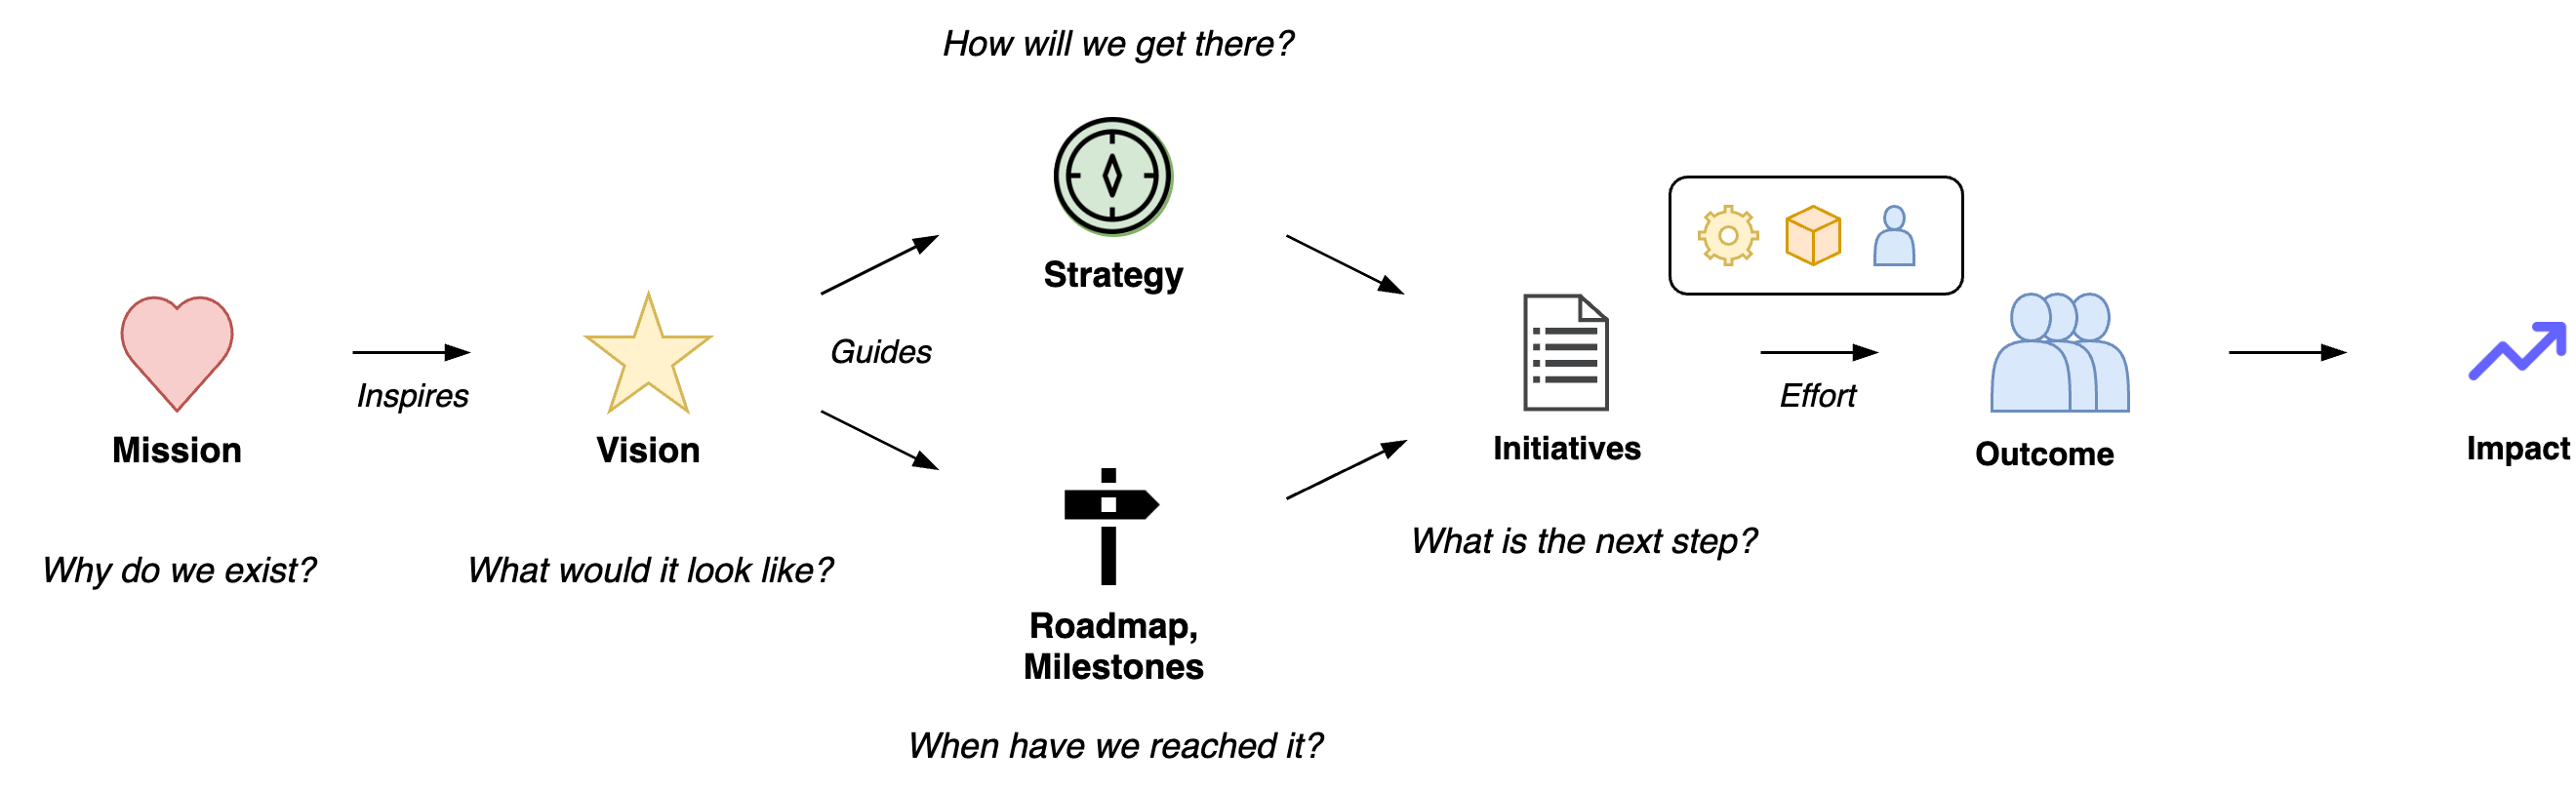 How will we get there?
Strategy
Guides
Inspires
Effort
Mission
Vision
Initiatives
Outcome
Impact
What is the next step?
Why do we exist?
What would it look like?
Roadmap,
Milestones
When have we reached it?